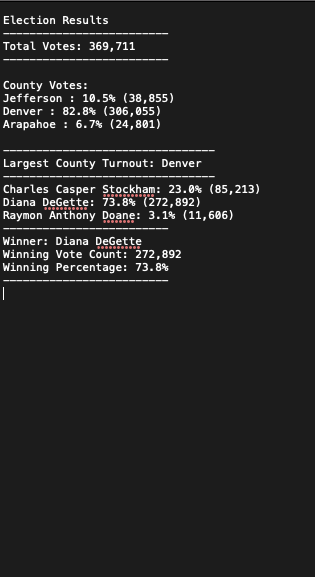 Election Results
-------------------------
Total Votes: 369,711
-------------------------
County Votes:
Jefferson : 10.5% (38,855)
Denver : 82.8% (306,055)
Arapahoe : 6.7% (24,801)
--------------------------------
Largest County Turnout: Denver
--------------------------------
Charles Casper Stockham: 23.0% (85,213)
Diana DeGette: 73.8% (272,892)
Raymon Anthony Doane: 3.1% (11,606)
-------------------------
Winner: Diana DeGette
Winning Vote Count: 272,892
Winning Percentage: 73.8%
-------------------------